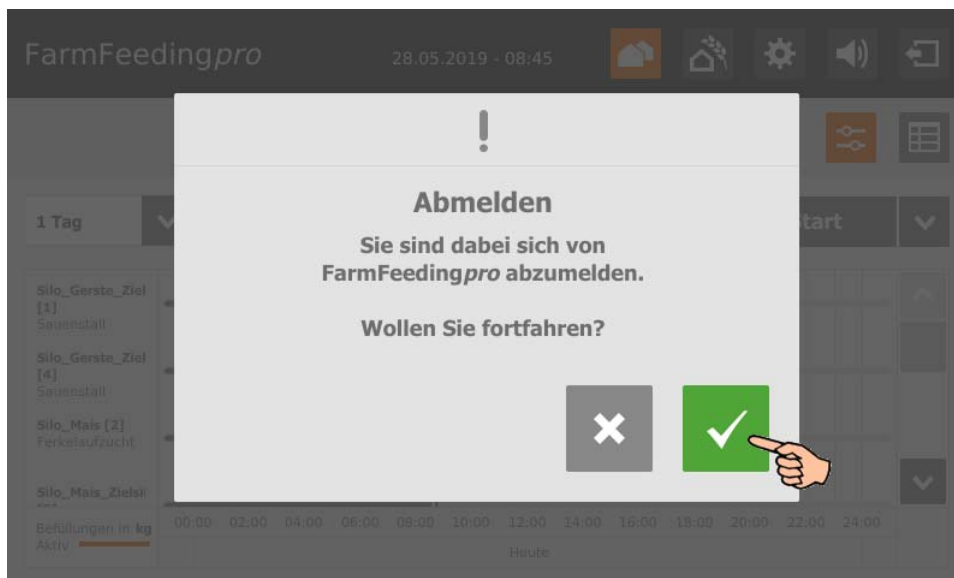 FarmFeedingpro
28.05.2019 - 08:45
Abmelden
1 Tag
Start
Sie sind dabei sich von
FarmFeedingpro abzumelden.
Wollen Sie fortfahren?
Silo_Gerste_Ziel
[1]
Sauenstall
Silo_Gerste_Ziel
[4]
Sauenstall
Silo_Mais [2]
Ferkelaufzucht
Silo_Mais_Zielsil
Befüllungen in kg
Aktiv
00:00 02:00 04:00 06:00 08:00 10:00 12:00 14:00 16:00 18:00 20:00 22:00 24:00
Heute